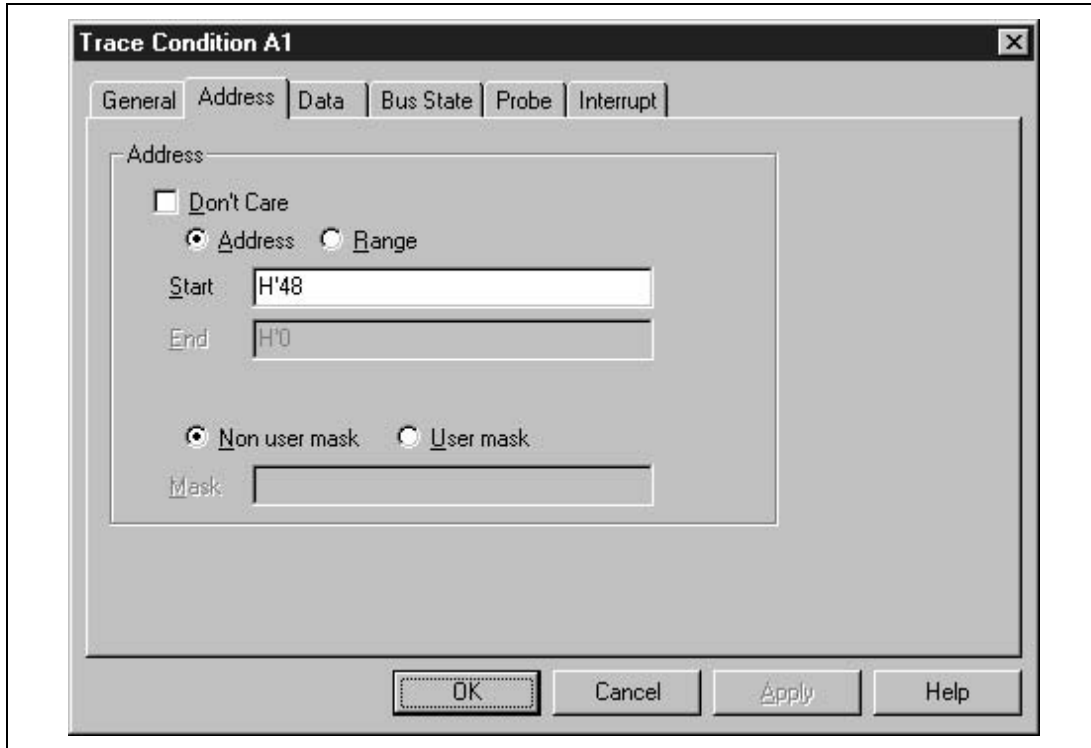 Trace Condition A1
General Address Data Bus State Probe Interrupt
Address
Don't Care
Address Range
Start H'48
End H'0
Non user mask User mask
Mask
OK Cancel Apply Help